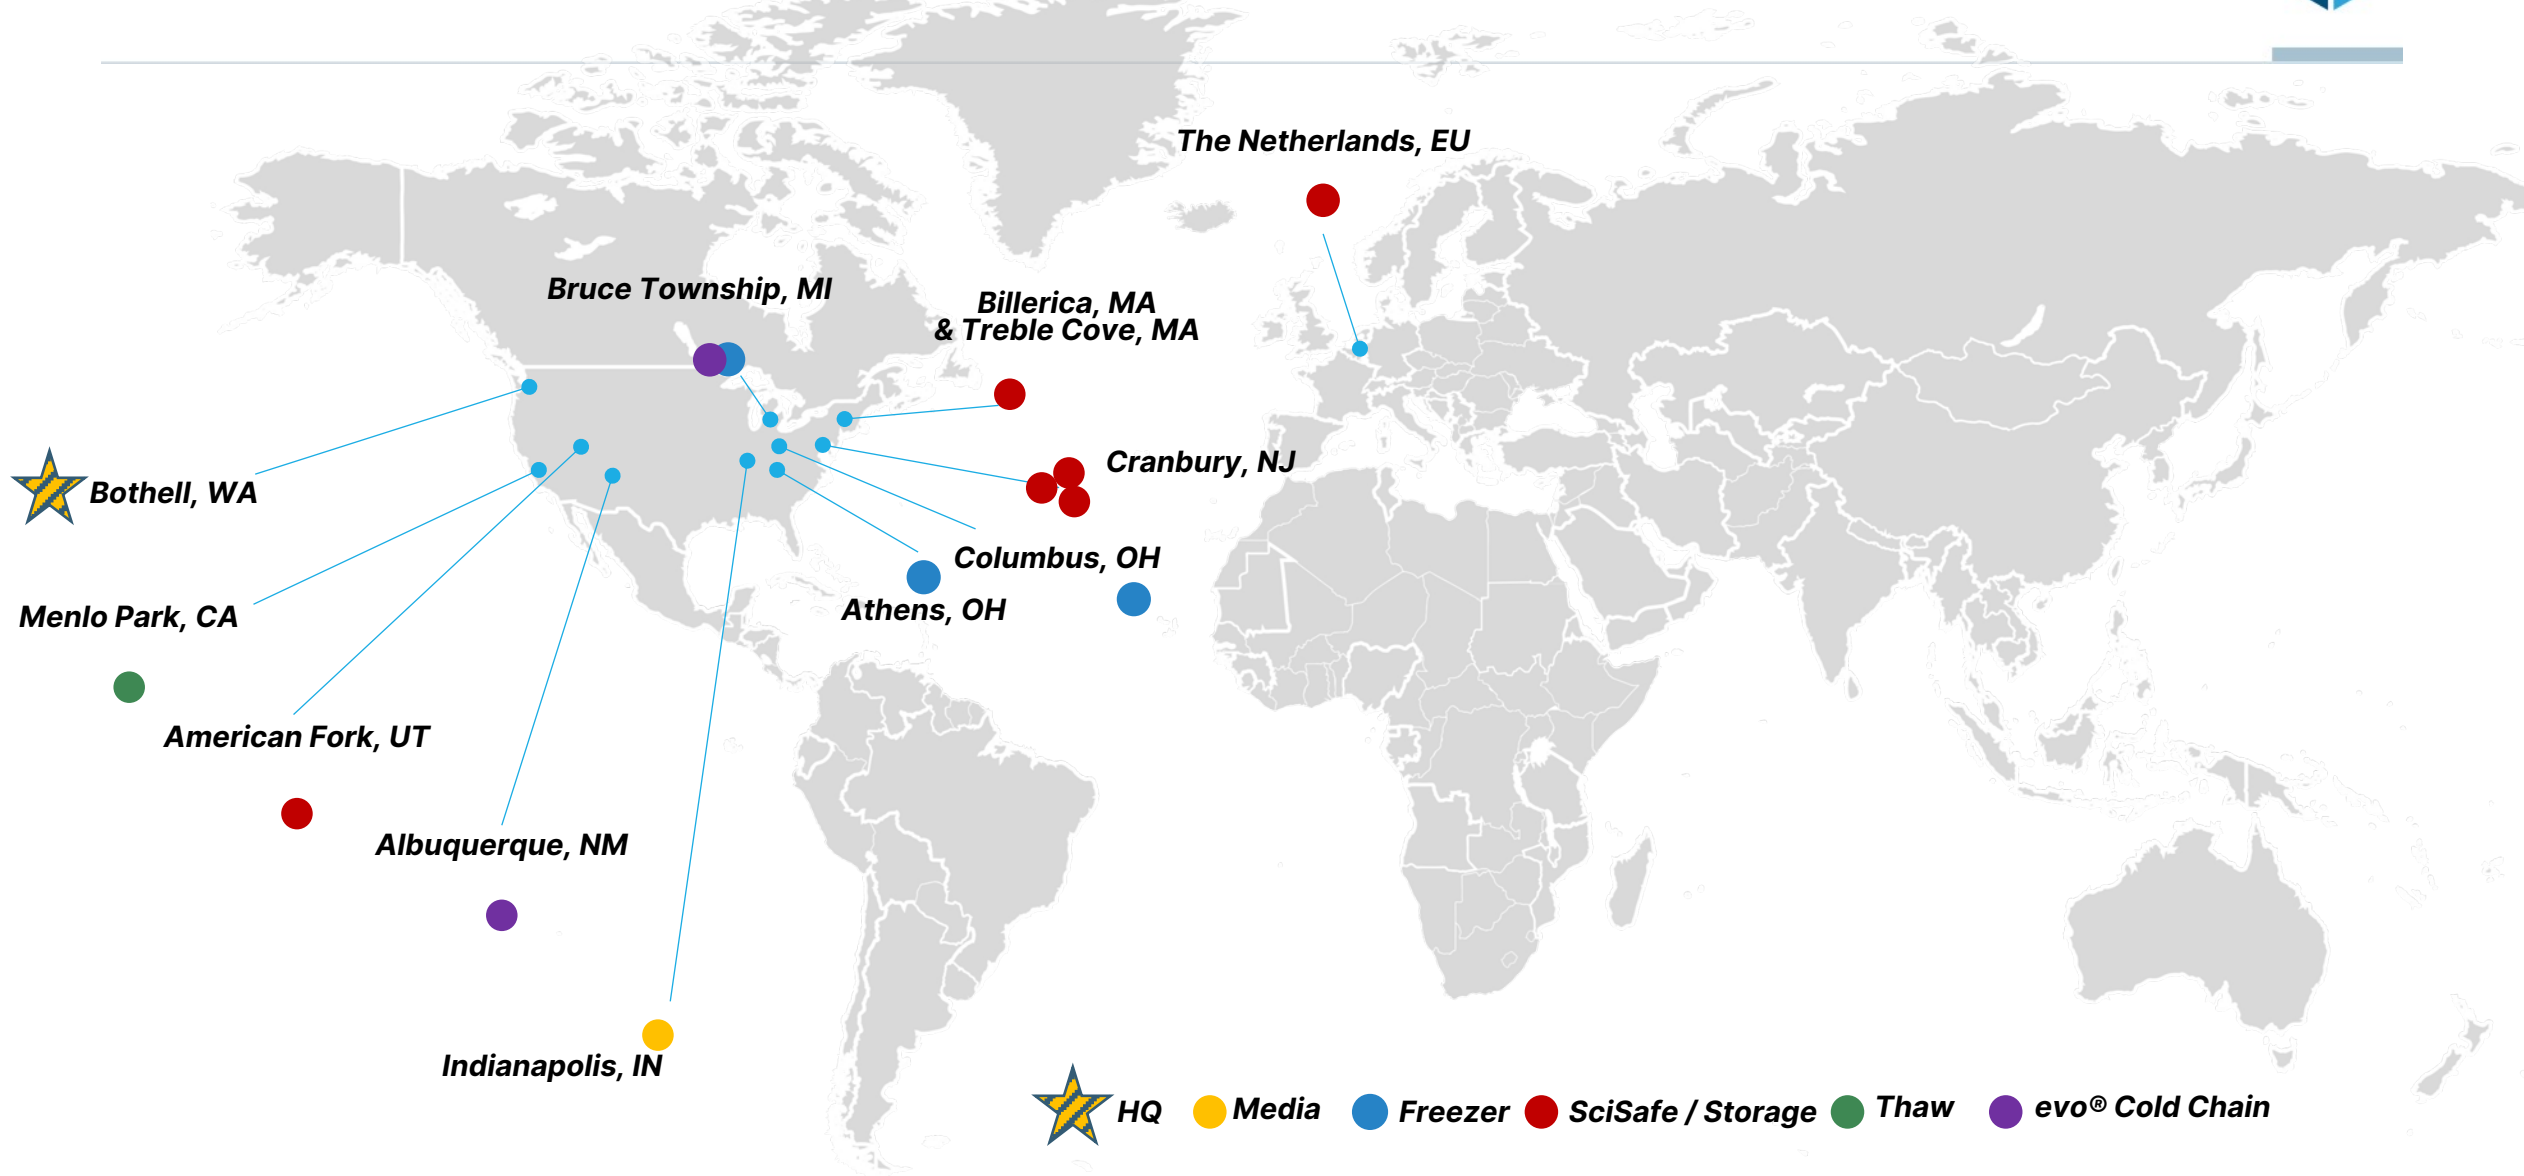 The Netherlands, EU
Bruce Township, MI
Billerica, MA
& Treble Cove, MA
Cranbury, NJ
Bothell, WA
Columbus, OH
Athens, OH
Menlo Park, CA
American Fork, UT
Albuquerque, NM
Indianapolis, IN
HQ
Media
Freezer
SciSafe / Storage
Thaw
evo® Cold Chain